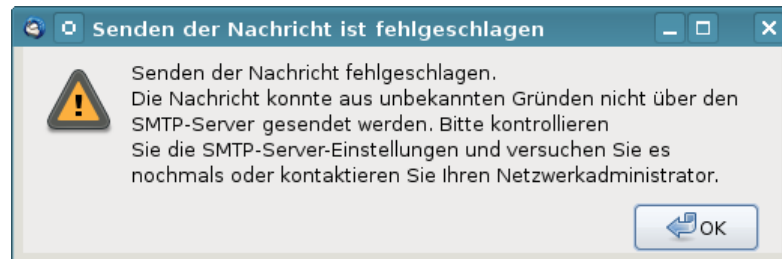 Senden der Nachricht ist fehlgeschlagen
Senden der Nachricht fehlgeschlagen.
Die Nachricht konnte aus unbekannten Gründen nicht über den
SMTP-Server gesendet werden. Bitte kontrollieren
Sie die SMTP-Server-Einstellungen und versuchen Sie es
nochmals oder kontaktieren Sie Ihren Netzwerkadministrator.
OK